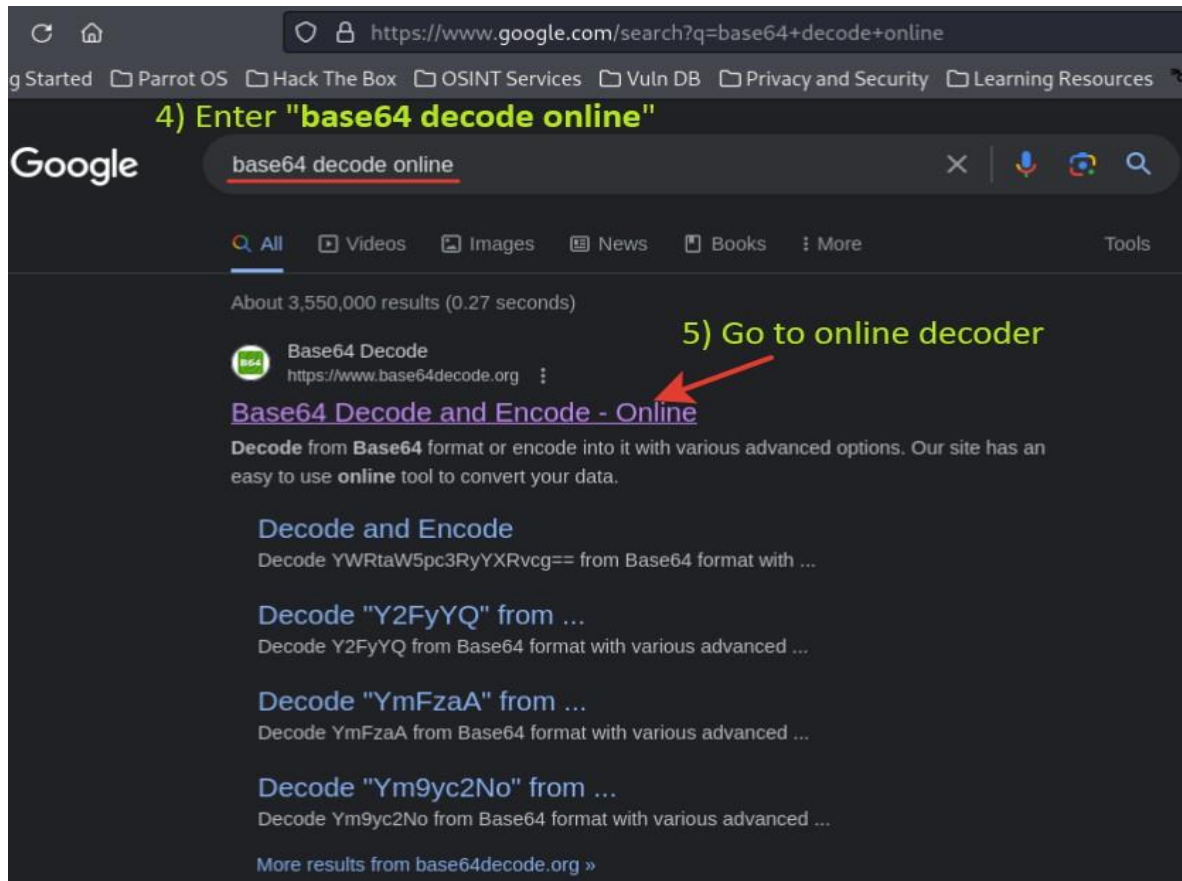 https://www.google.com/search?q=base64+decode+online
g Started Parrot OS Hack The Box OSINT Services Vuln DB Privacy and Security Learning Resources
4) Enter "base64 decode online"
Google base64 decode online
All Videos Images News Books More Tools
About 3,550,000 results (0.27 seconds)
5) Go to online decoder
B64 Base64 Decode
https://www.base64decode.org
Base64 Decode and Encode - Online
Decode from Base64 format or encode into it with various advanced options. Our site has an
easy to use online tool to convert your data.
Decode and Encode
Decode YWRtaW5pc3RyYXRvcg== from Base64 format with ...
Decode "Y2FyYQ" from ...
Decode Y2FyYQ from Base64 format with various advanced ...
Decode "YmFzaA" from ...
Decode YmFzaA from Base64 format with various advanced ...
Decode "Ym9yc2No" from ...
Decode Ym9yc2No from Base64 format with various advanced ...
More results from base64decode.org »